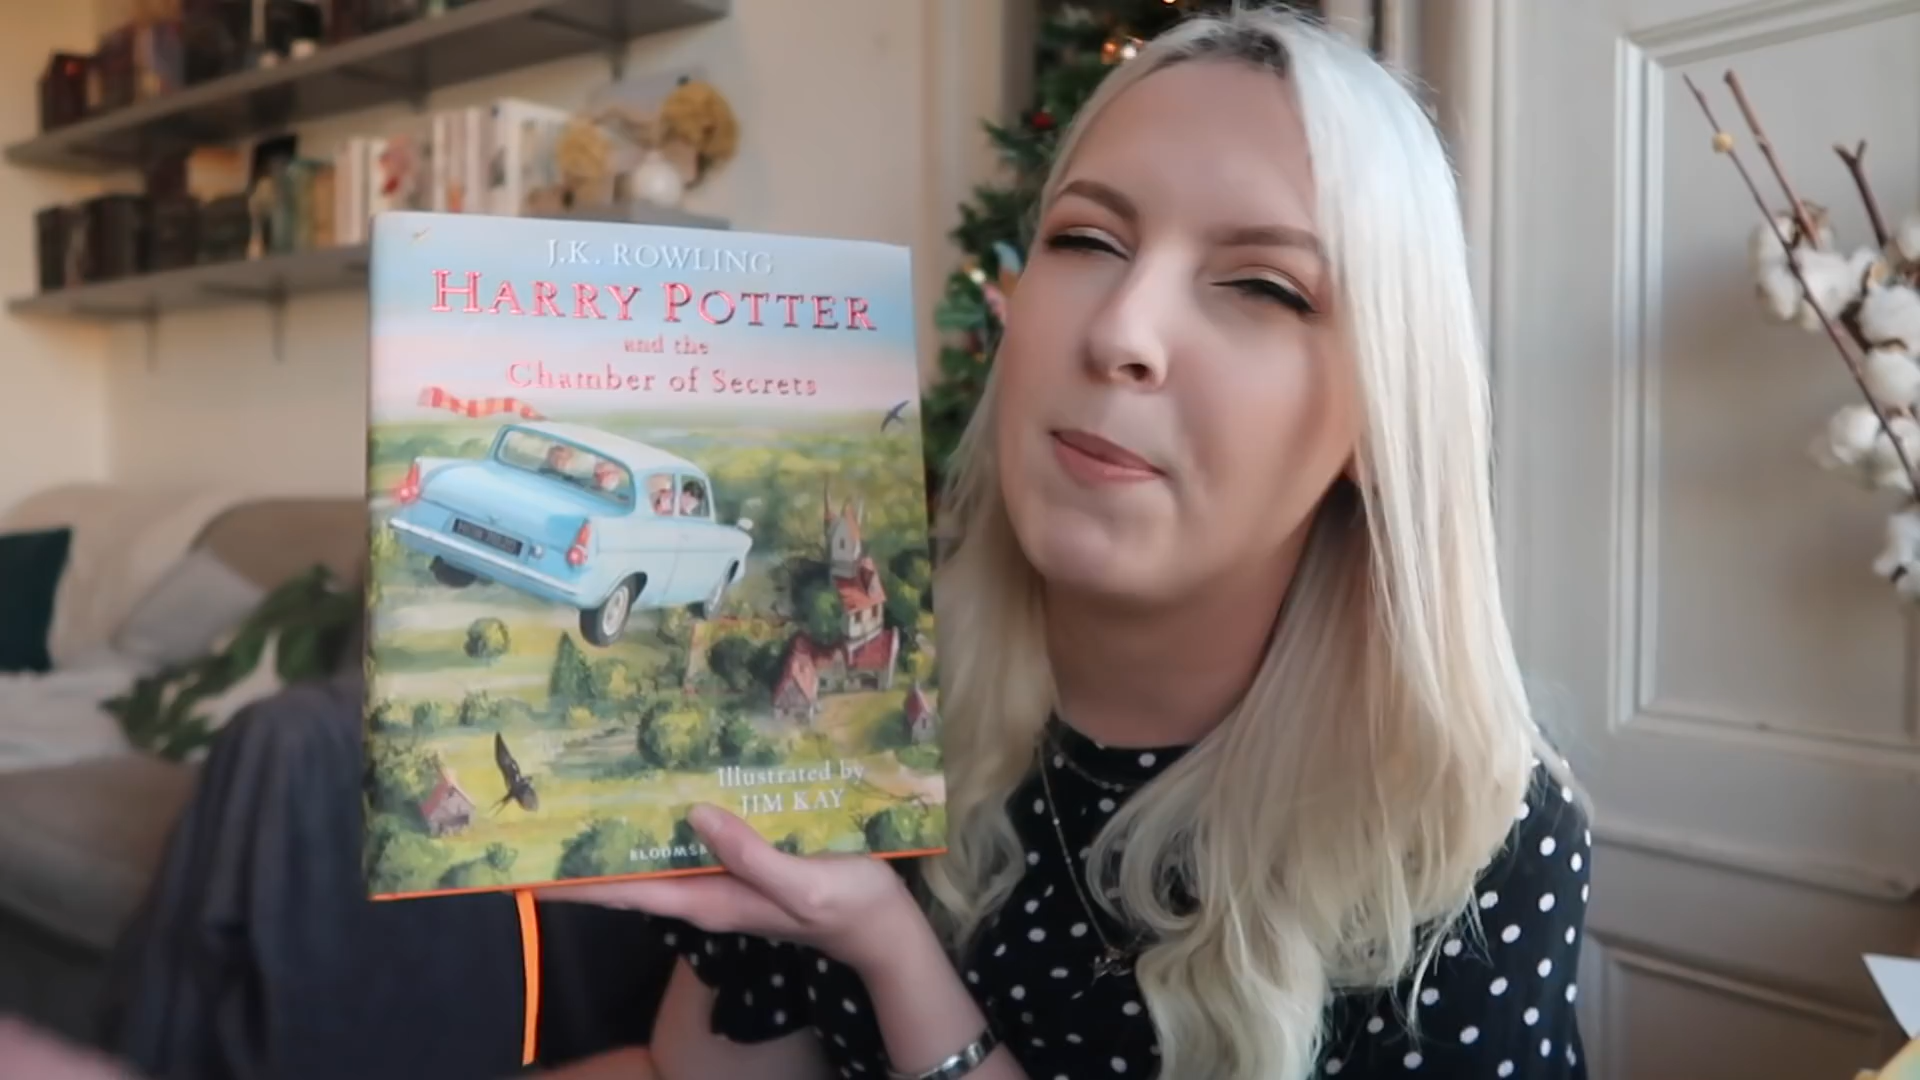 J.K. ROWLING
HARRY POTTER
and the
Chamber of Secrets
Illustrated by
JIM KAY